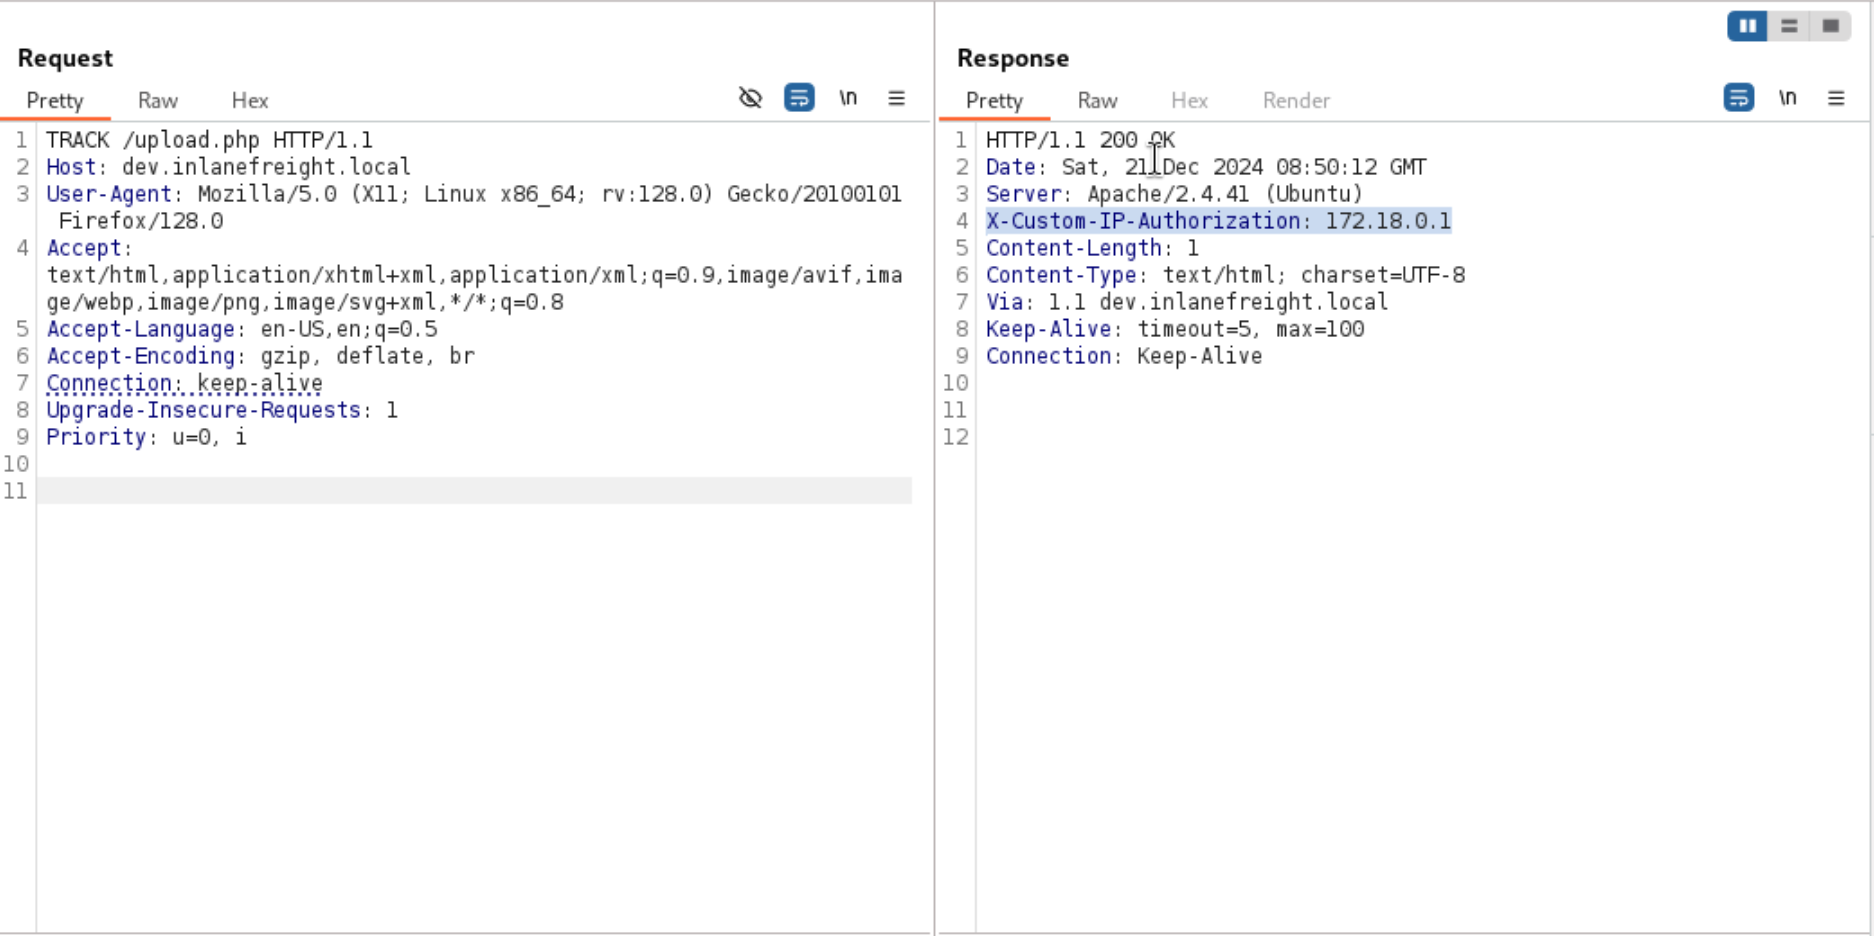 Request
Pretty Raw Hex \n
1 TRACK /upload.php HTTP/1.1
2 Host: dev.inlanefreight.local
3 User-Agent: Mozilla/5.0 (X11; Linux x86_64; rv:128.0) Gecko/20100101
Firefox/128.0
4 Accept:
text/html,application/xhtml+xml,application/xml;q=0.9,image/avif,ima
ge/webp,image/png,image/svg+xml,*/*;q=0.8
5 Accept-Language: en-US,en;q=0.5
6 Accept-Encoding: gzip, deflate, br
7 Connection: keep-alive
8 Upgrade-Insecure-Requests: 1
9 Priority: u=0, i
10
11
Response
Pretty Raw Hex Render \n
1 HTTP/1.1 200 OK
2 Date: Sat, 21 Dec 2024 08:50:12 GMT
3 Server: Apache/2.4.41 (Ubuntu)
4 X-Custom-IP-Authorization: 172.18.0.1
5 Content-Length: 1
6 Content-Type: text/html; charset=UTF-8
7 Via: 1.1 dev.inlanefreight.local
8 Keep-Alive: timeout=5, max=100
9 Connection: Keep-Alive
10
11
12